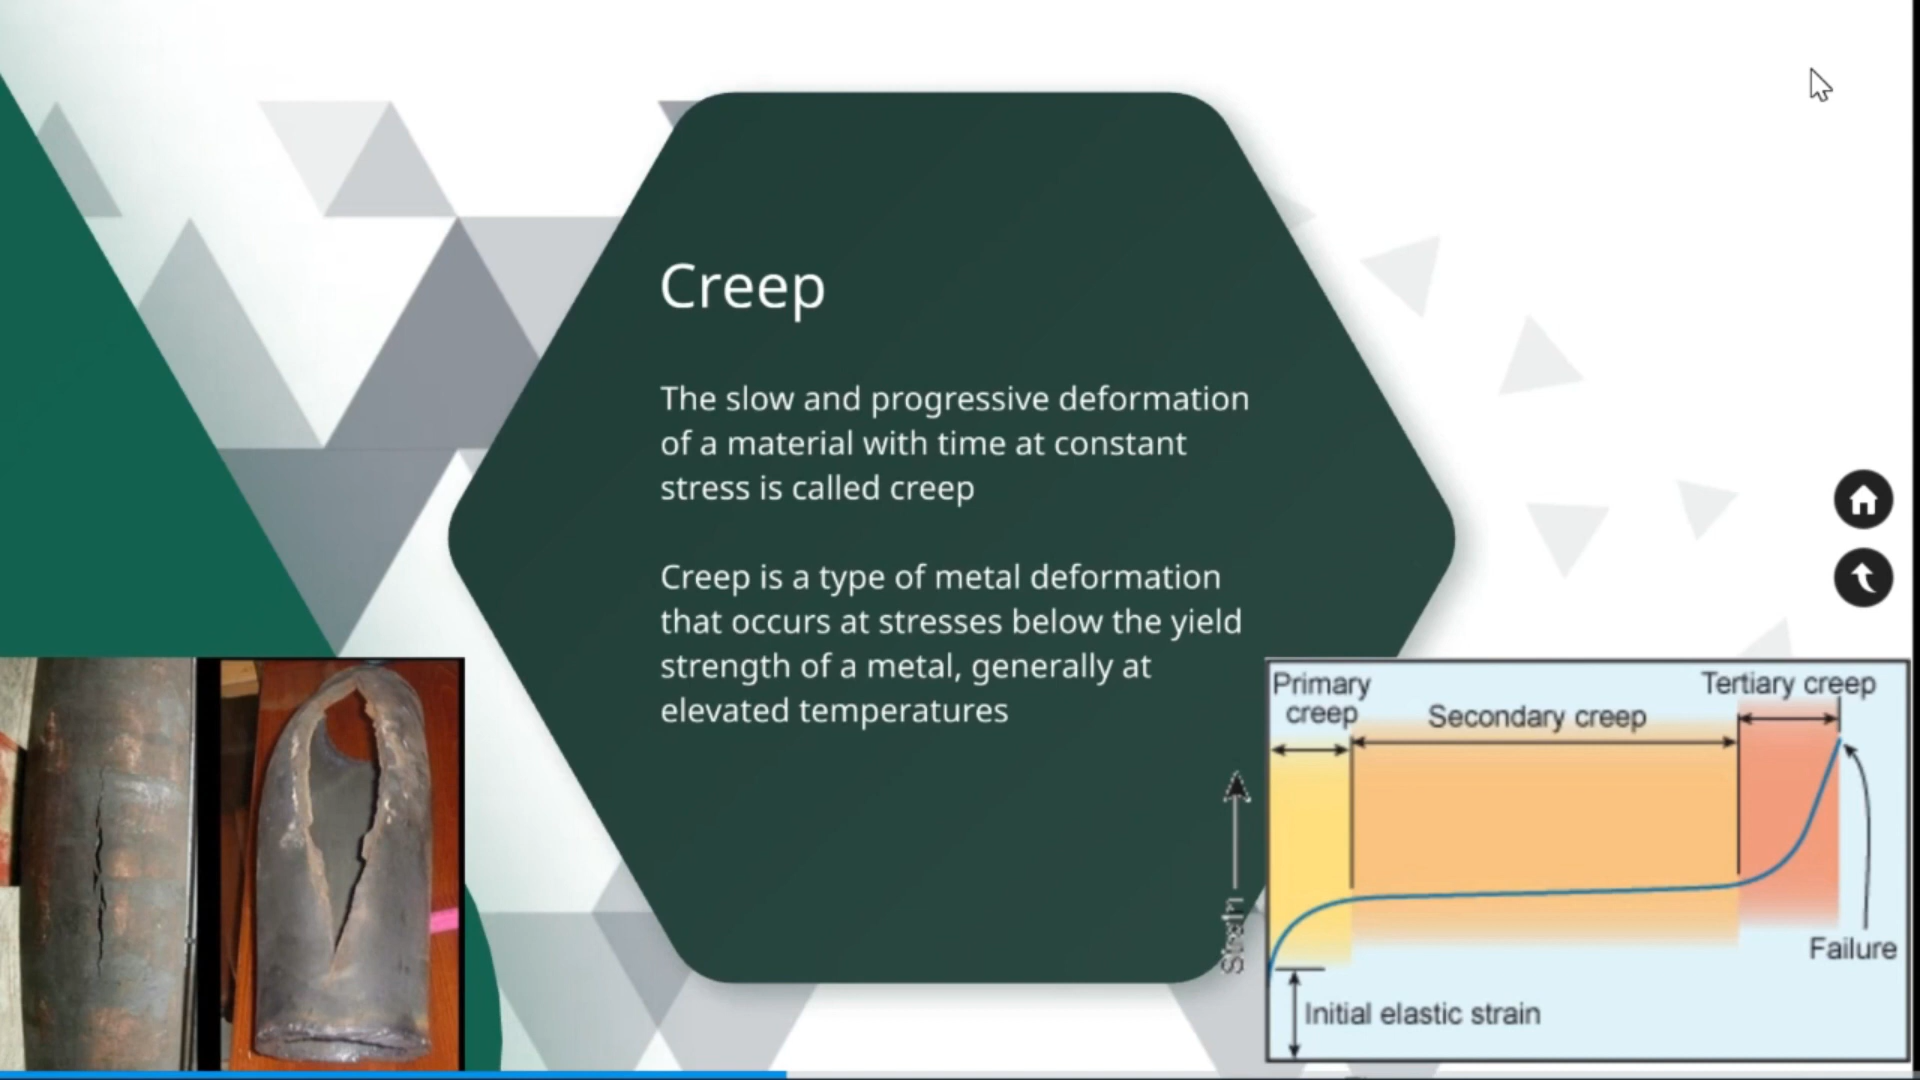 Creep
The slow and progressive deformation
of a material with time at constant
stress is called creep
Creep is a type of metal deformation
that occurs at stresses below the yield
strength of a metal, generally at
elevated temperatures
Primary
creep
Secondary creep
Tertiary creep
Strain
Failure
Initial elastic strain